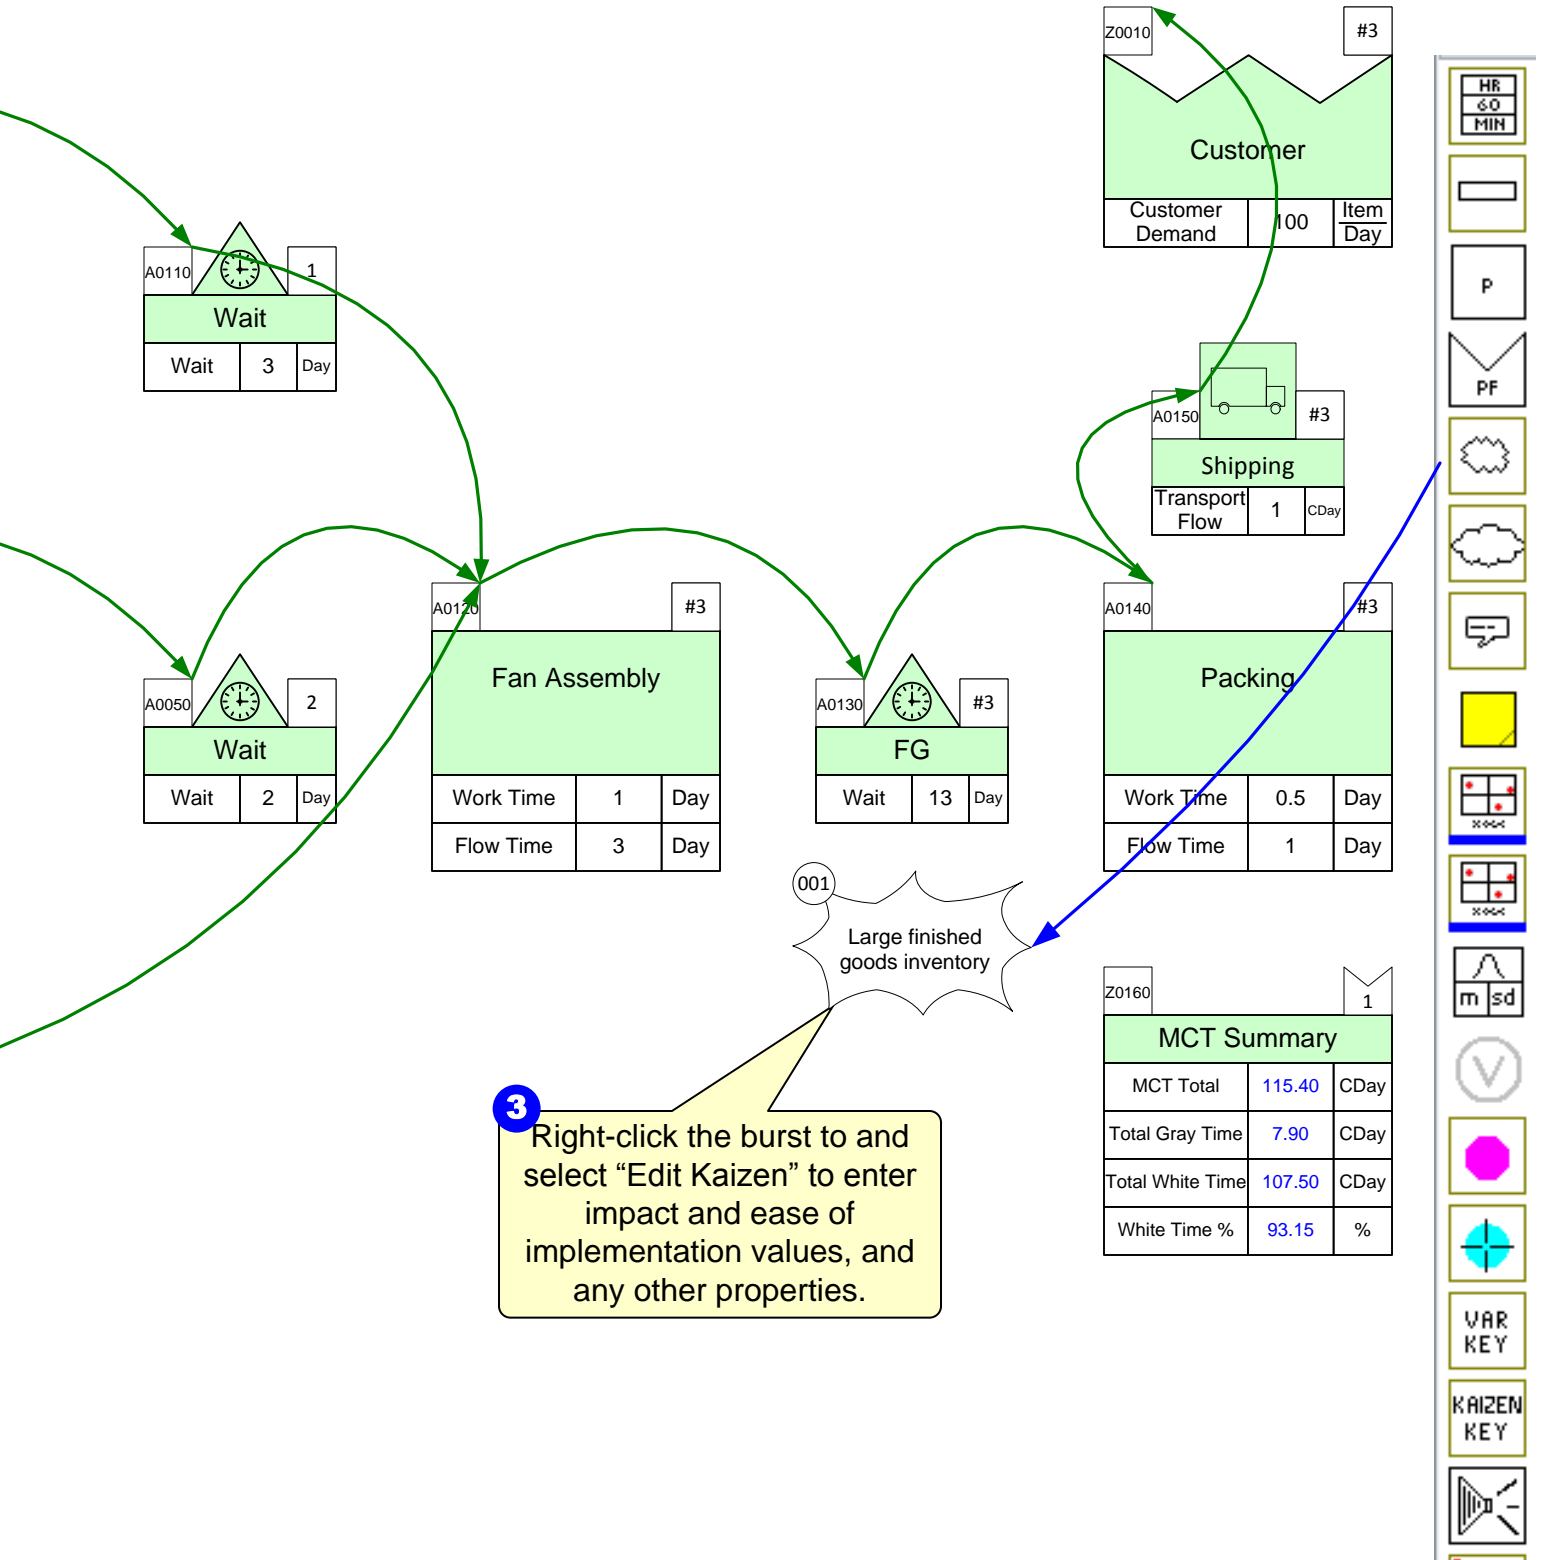 Z0010
#3
Customer
Customer
Demand
100
Item
Day
A0110
1
Wait
Wait
3
Day
A0150
#3
Shipping
Transport
Flow
1
CDay
A0050
2
Wait
Wait
2
Day
A0120
#3
Fan Assembly
Work Time
1
Day
Flow Time
3
Day
A0130
#3
FG
Wait
13
Day
A0140
#3
Packing
Work Time
0.5
Day
Flow Time
1
Day
001
Large finished
goods inventory
3
Right-click the burst to and
select “Edit Kaizen” to enter
impact and ease of
implementation values, and
any other properties.
Z0160
1
MCT Summary
MCT Total
115.40
CDay
Total Gray Time
7.90
CDay
Total White Time
107.50
CDay
White Time %
93.15
%
HR
60
MIN
P
PF
m
sd
V
VAR
KEY
KAIZEN
KEY